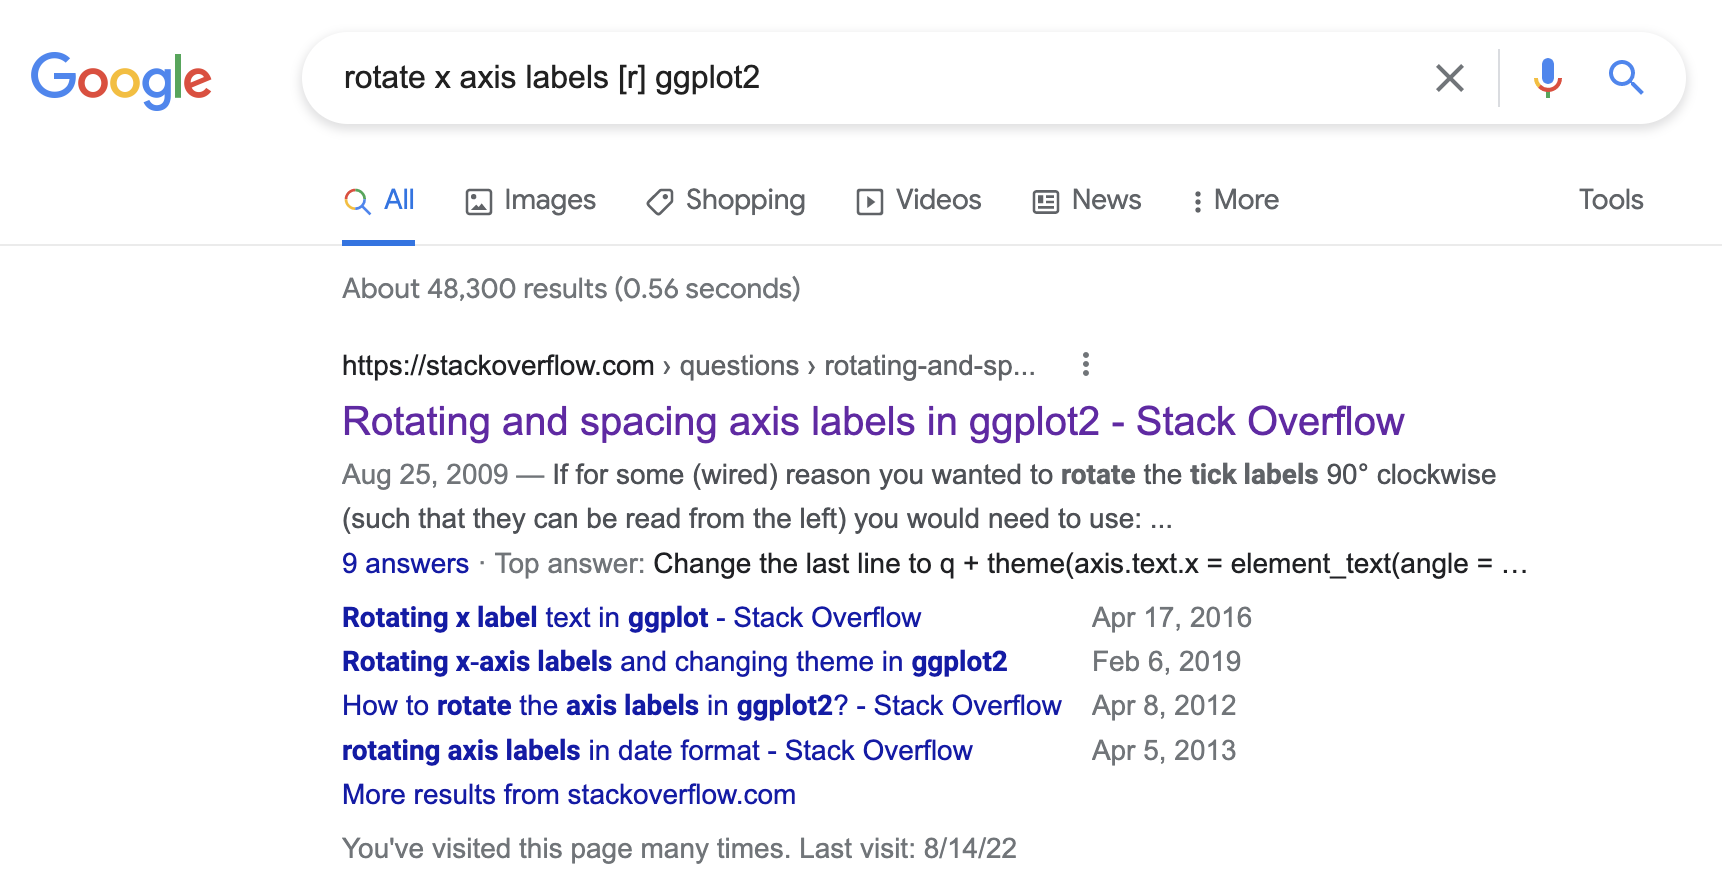 Google
rotate x axis labels [r] ggplot2
All Images Shopping Videos News More Tools
About 48,300 results (0.56 seconds)
https://stackoverflow.com › questions › rotating-and-sp...
Rotating and spacing axis labels in ggplot2 - Stack Overflow
Aug 25, 2009 — If for some (wired) reason you wanted to rotate the tick labels 90° clockwise
(such that they can be read from the left) you would need to use: ...
9 answers · Top answer: Change the last line to q + theme(axis.text.x = element_text(angle = …
Rotating x label text in ggplot - Stack Overflow Apr 17, 2016
Rotating x-axis labels and changing theme in ggplot2 Feb 6, 2019
How to rotate the axis labels in ggplot2? - Stack Overflow Apr 8, 2012
rotating axis labels in date format - Stack Overflow Apr 5, 2013
More results from stackoverflow.com
You've visited this page many times. Last visit: 8/14/22